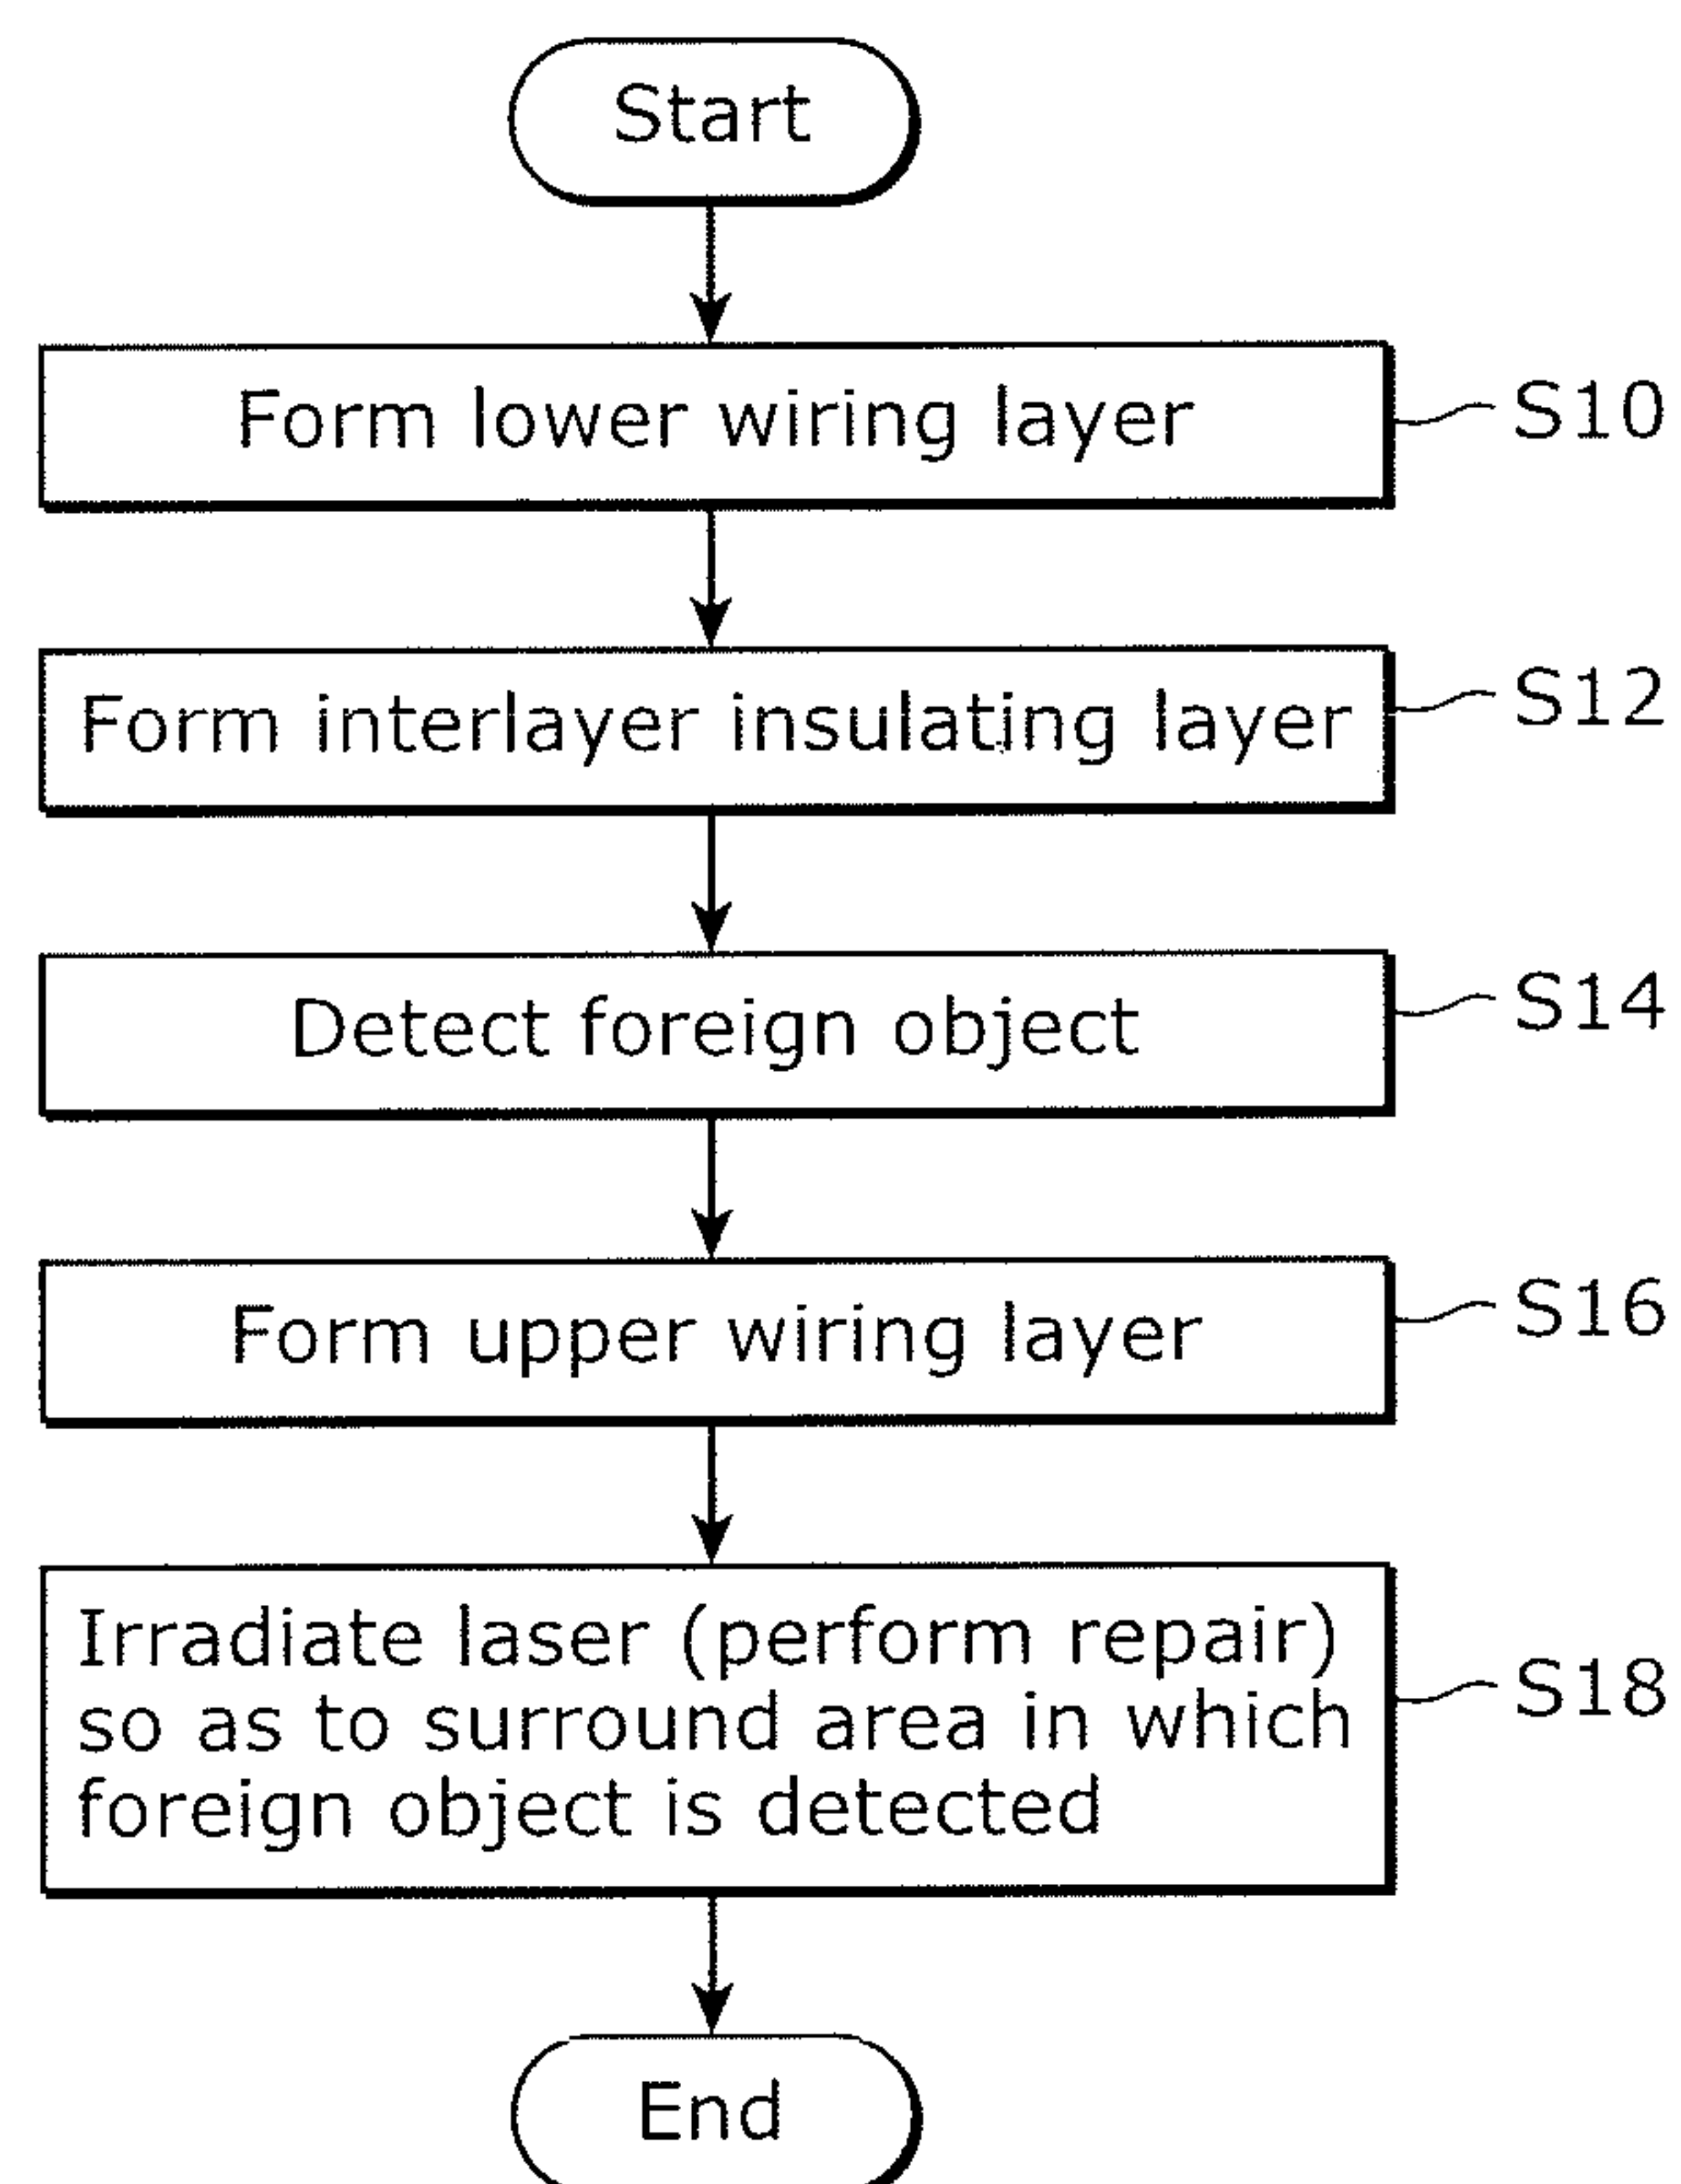 Start
Form lower wiring layer
S10
Form interlayer insulating layer
S12
Detect foreign object
S14
Form upper wiring layer
S16
Irradiate laser (perform repair)
so as to surround area in which
foreign object is detected
S18
End